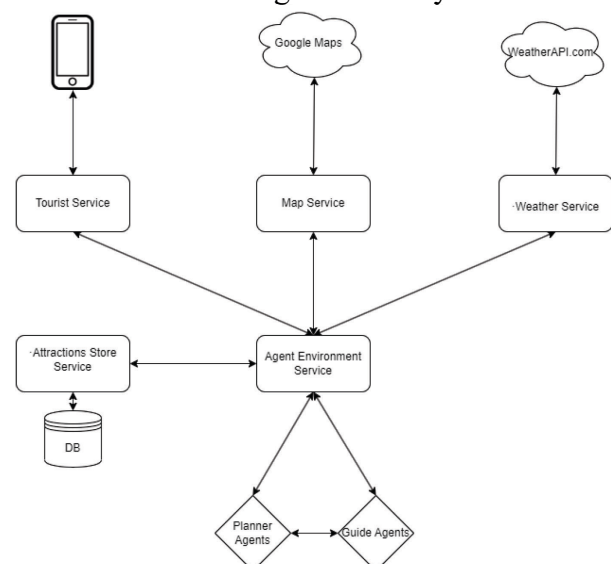 Google Maps
WeatherAPI.com
Tourist Service
Map Service
·Weather Service
·Attractions Store
Service
Agent Environment
Service
DB
Planner
Agents
Guide Agents